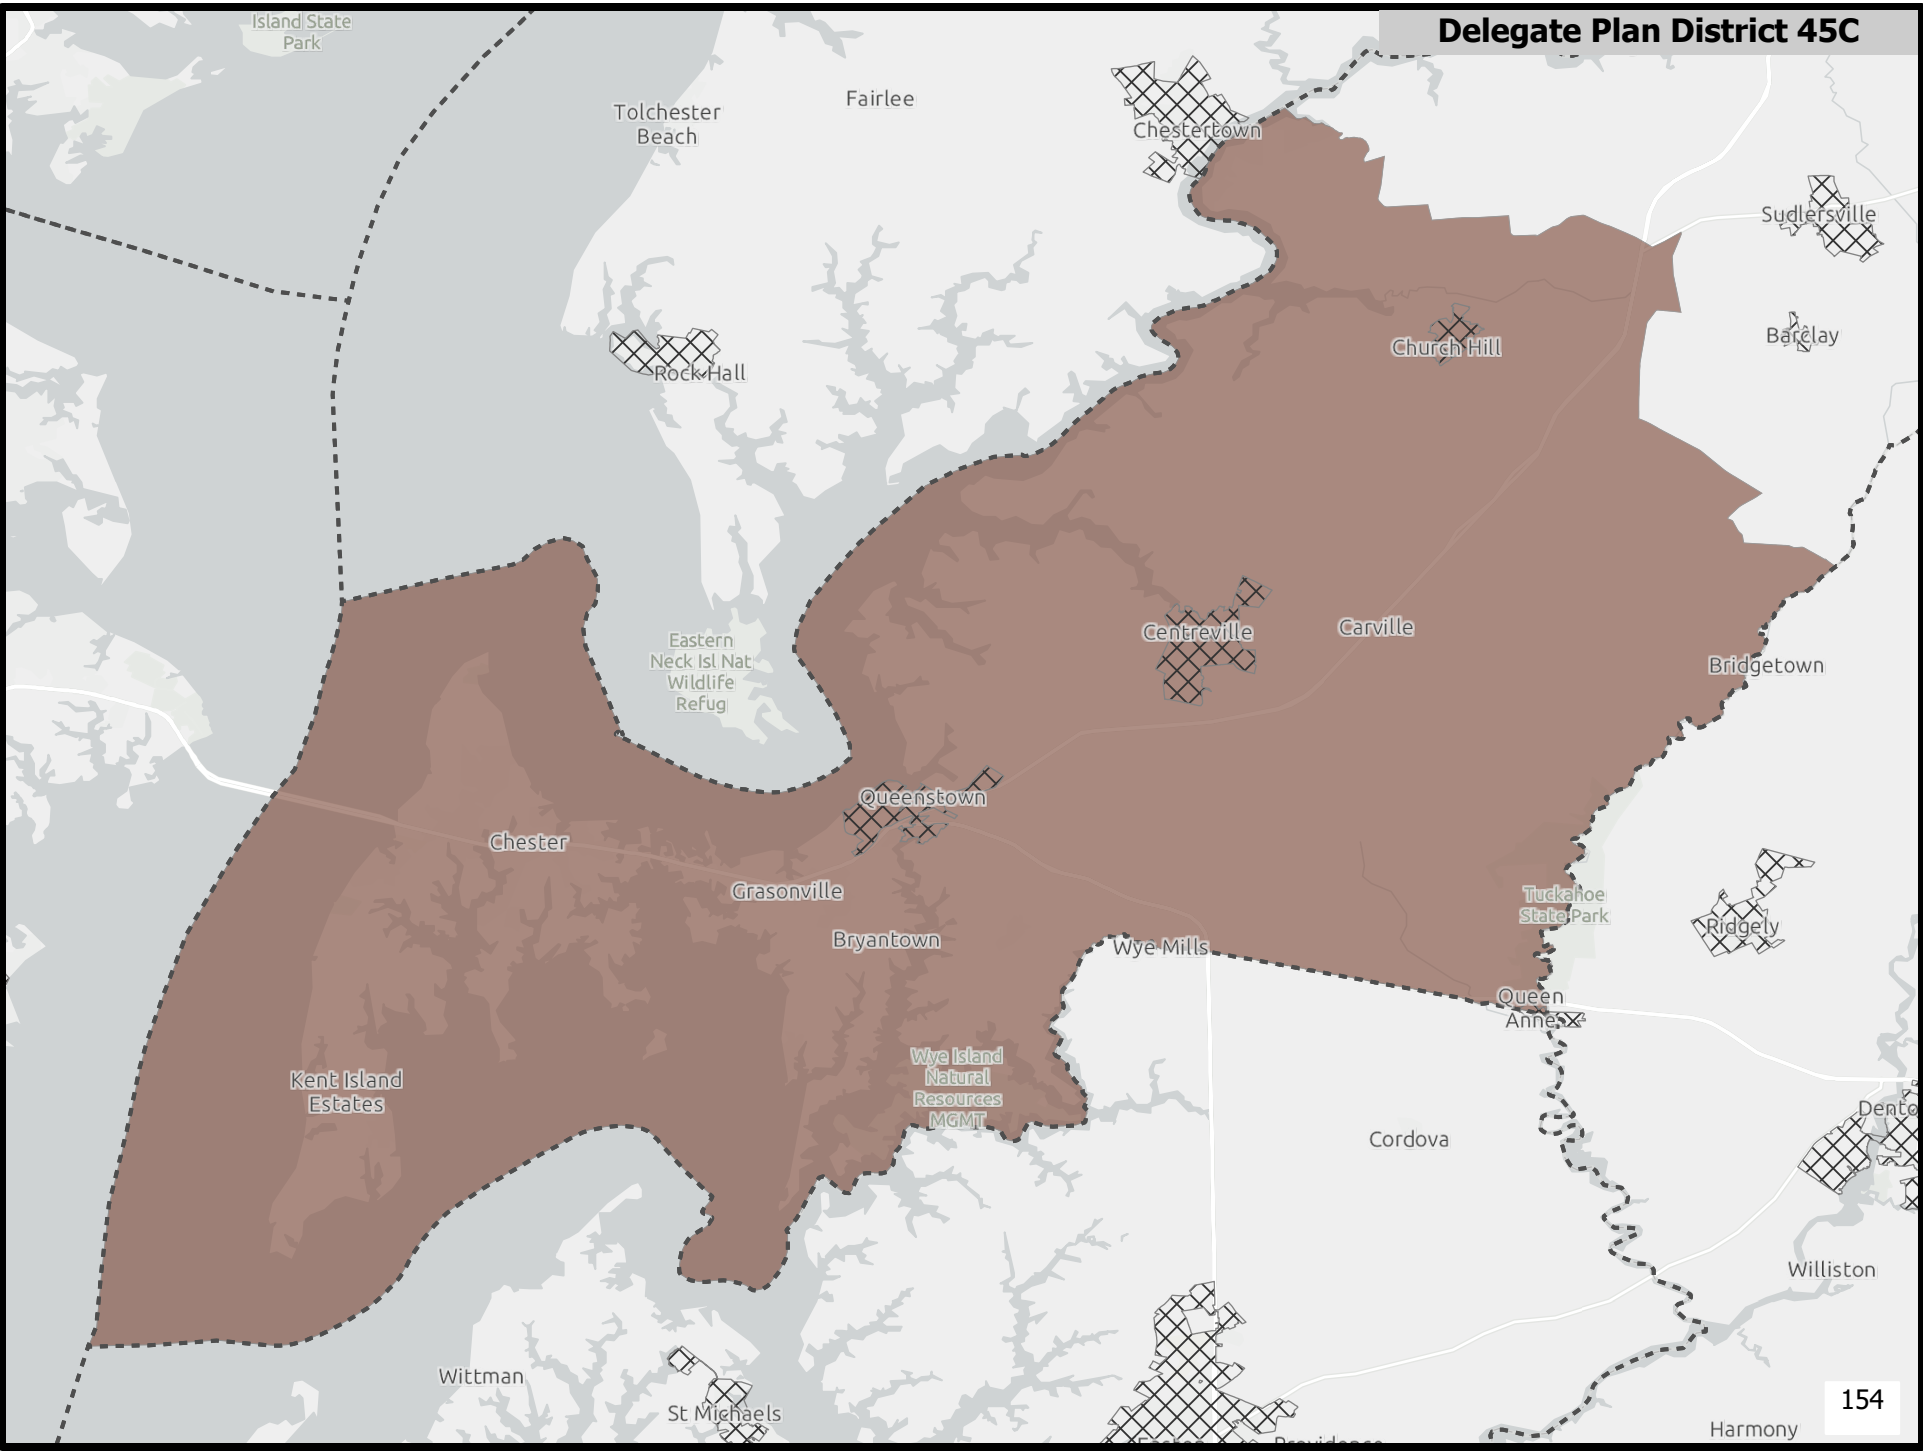 Delegate Plan District 45C
Island State
Park
Fairlee
Tolchester
Beach
Chestertown
Sudlersville
Barclay
Church Hill
Rock Hall
Eastern
Neck Isl Nat
Wildlife
Refug
Centreville
Carville
Bridgetown
Queenstown
Chester
Grasonville
Bryantown
Wye Mills
Tuckahoe
State Park
Ridgely
Queen
Anne
Wye Island
Natural
Resources
MGMT
Kent Island
Estates
Cordova
Dento
Williston
Wittman
St Michaels
154
Harmony
Easton
Providence